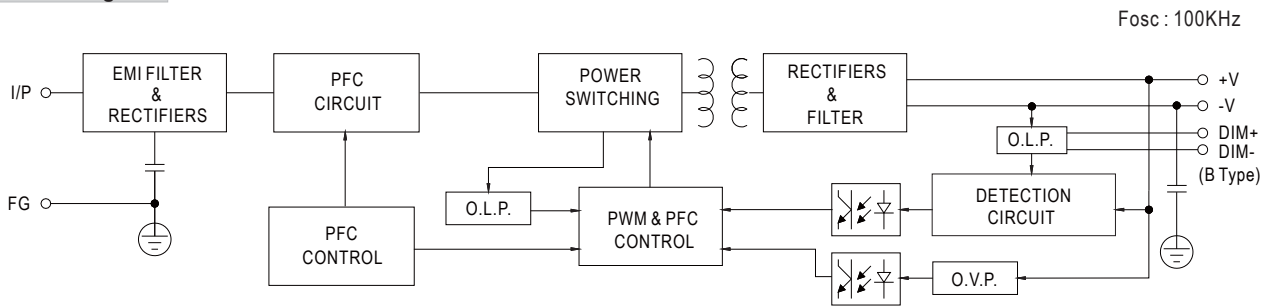 Fosc : 100KHz
I/P
EMI FILTER
&
RECTIFIERS
PFC
CIRCUIT
POWER
SWITCHING
RECTIFIERS
&
FILTER
+V
-V
DIM+
DIM-
(B Type)
O.L.P.
FG
O.L.P.
PFC
CONTROL
PWM & PFC
CONTROL
DETECTION
CIRCUIT
O.V.P.